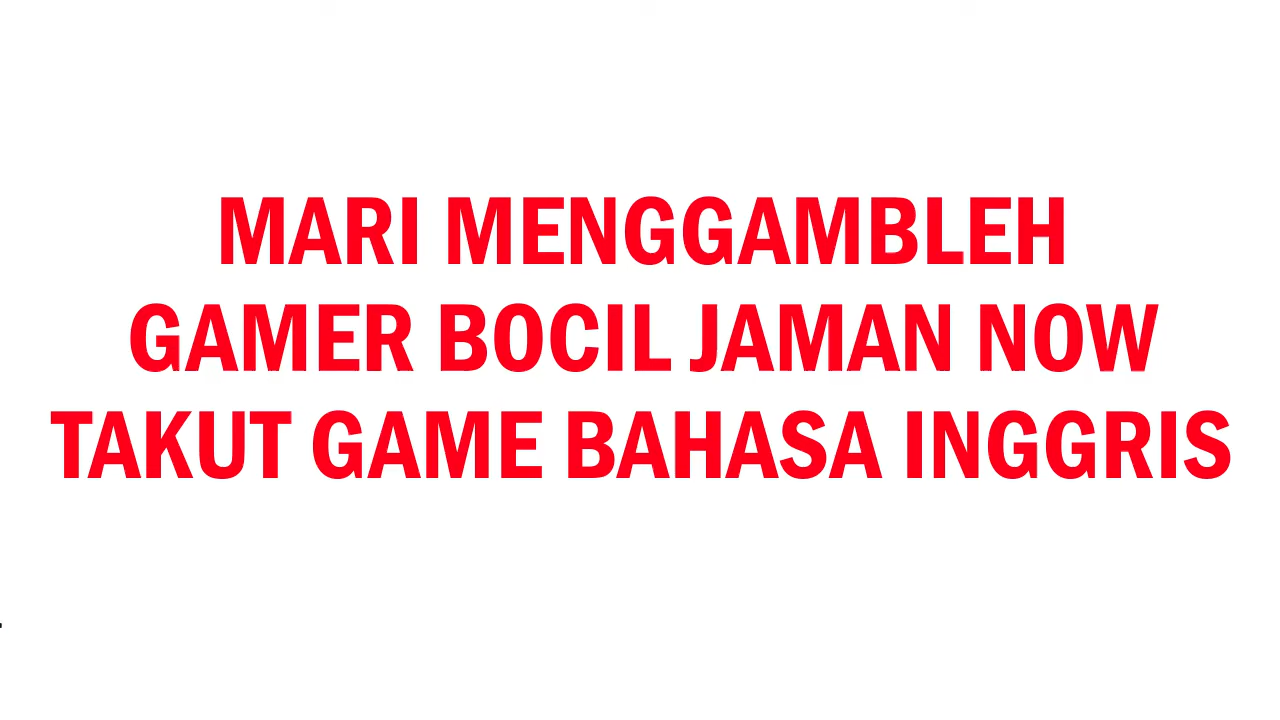 MARI MENGGAMBLEH
GAMER BOCIL JAMAN NOW
TAKUT GAME BAHASA INGGRIS